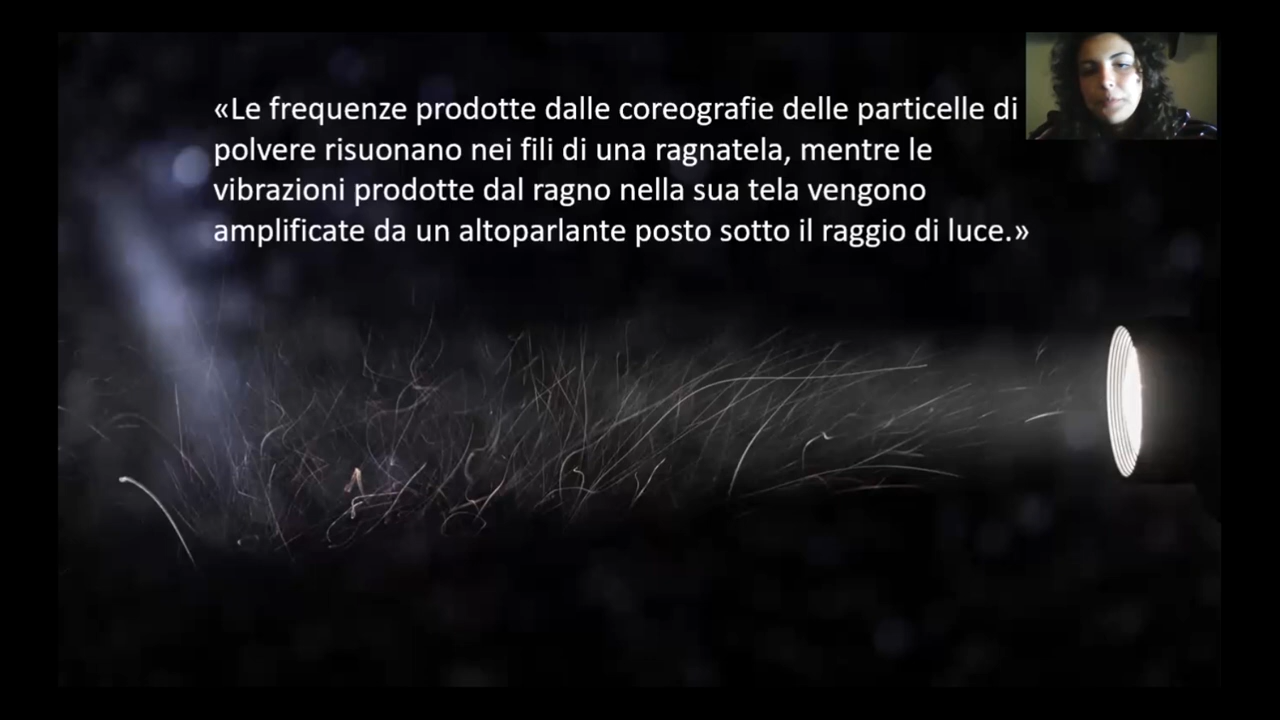 «Le frequenze prodotte dalle coreografie delle particelle di
polvere risuonano nei fili di una ragnatela, mentre le
vibrazioni prodotte dal ragno nella sua tela vengono
amplificate da un altoparlante posto sotto il raggio di luce.»